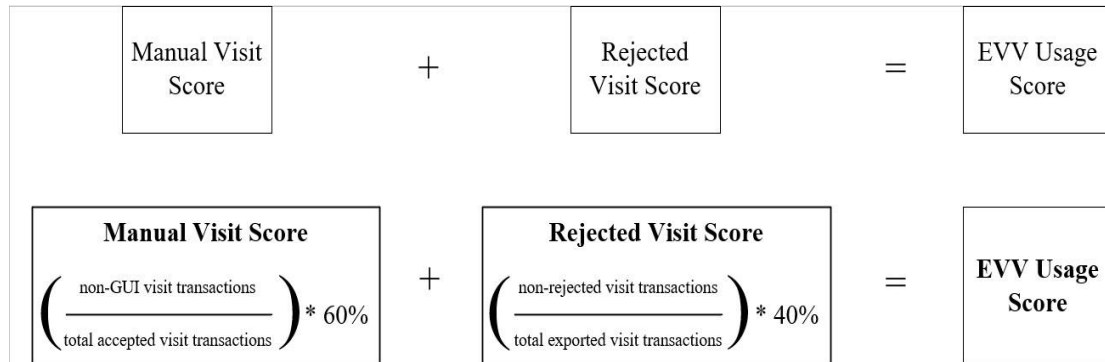 Manual Visit
Score
+
Rejected
Visit Score
=
EVV Usage
Score
Manual Visit Score
( non-GUI visit transactions
total accepted visit transactions ) * 60%
+
Rejected Visit Score
( non-rejected visit transactions
total exported visit transactions ) * 40%
=
EVV Usage
Score